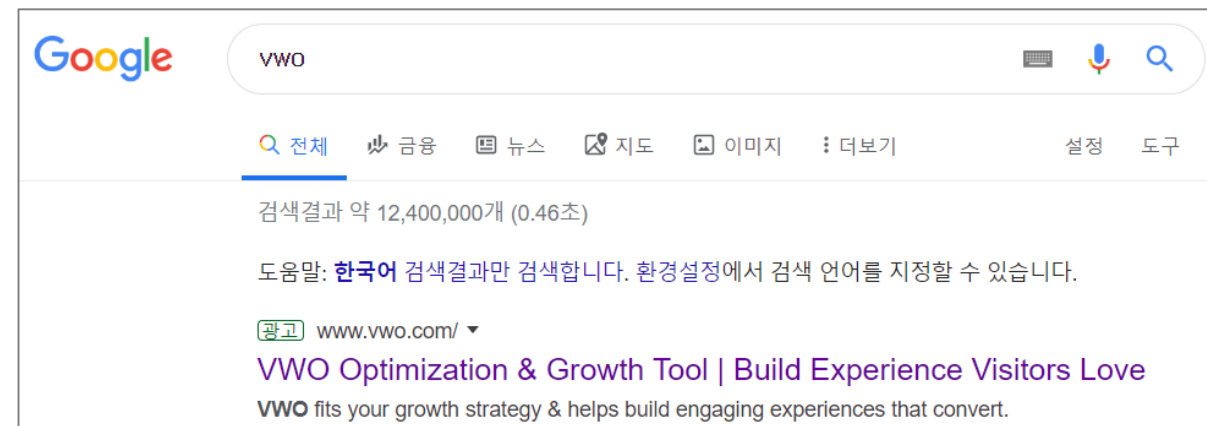 Google vwo
전체 금융 뉴스 지도 이미지 더보기 설정 도구
검색결과 약 12,400,000개 (0.46초)
도움말: 한국어 검색결과만 검색합니다. 환경설정에서 검색 언어를 지정할 수 있습니다.
광고 www.vwo.com/
VWO Optimization & Growth Tool | Build Experience Visitors Love
VWO fits your growth strategy & helps build engaging experiences that convert.